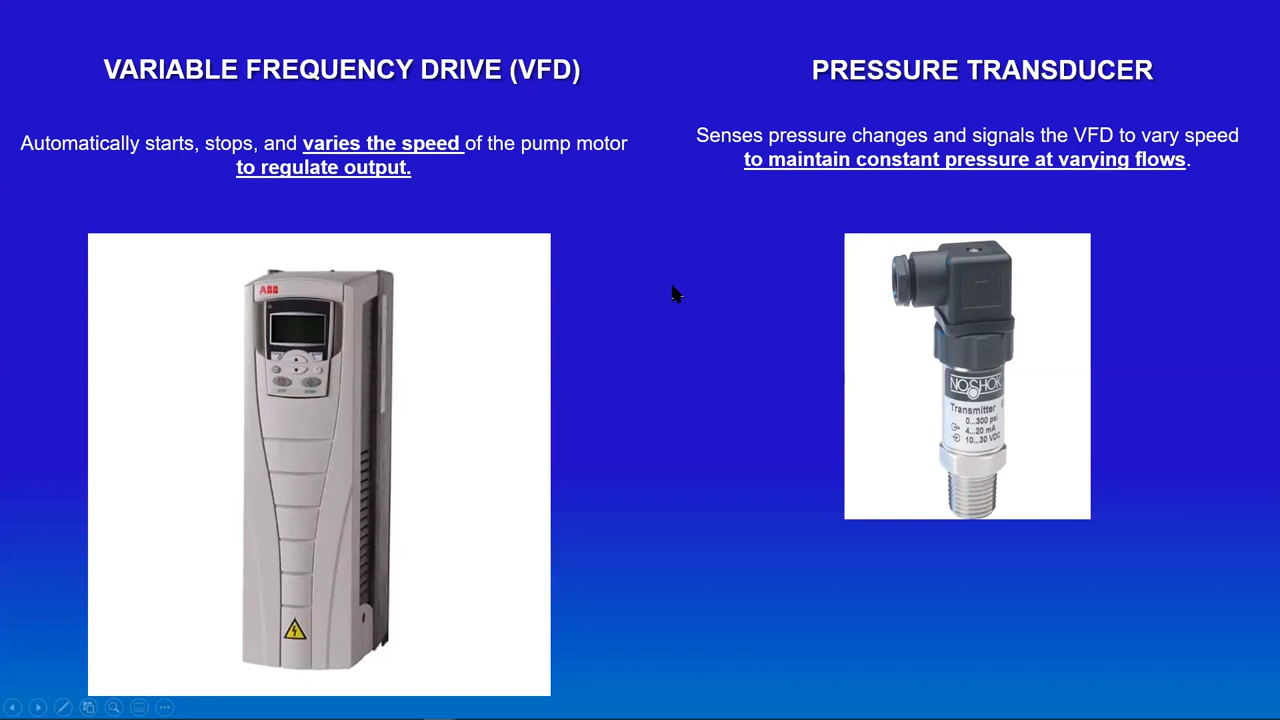 VARIABLE FREQUENCY DRIVE (VFD)
Automatically starts, stops, and varies the speed of the pump motor
to regulate output.
PRESSURE TRANSDUCER
Senses pressure changes and signals the VFD to vary speed
to maintain constant pressure at varying flows.
ABB
NOSHOK
Transmitter
0...300 psi
4...20 mA
10...30 VDC